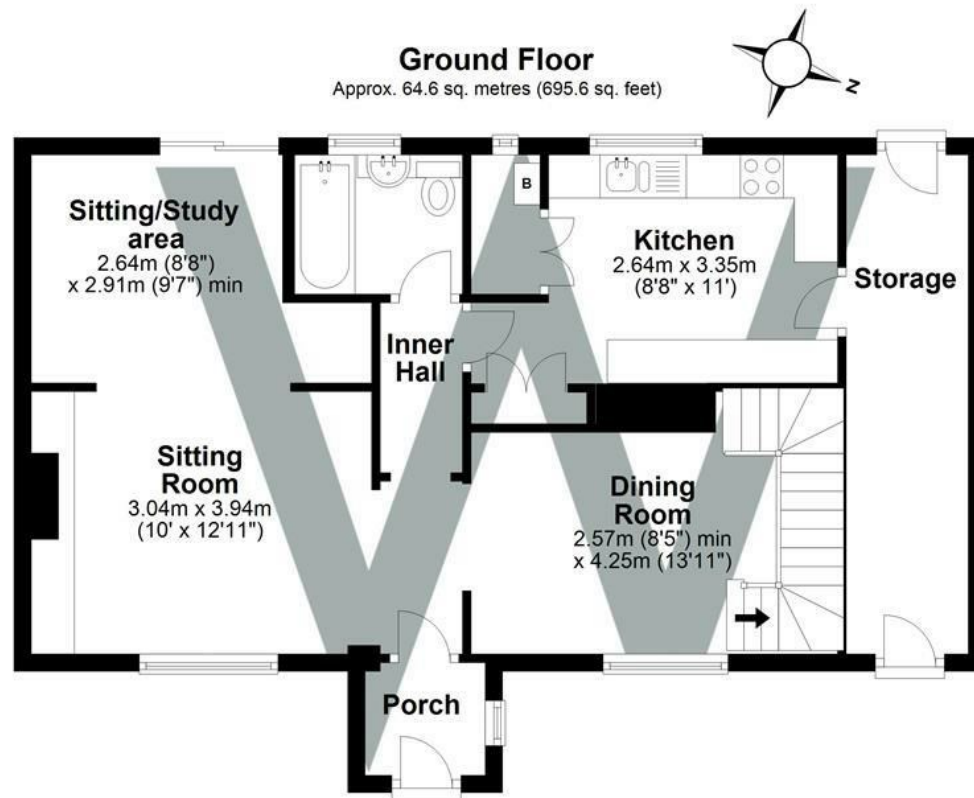 Ground Floor
Approx. 64.6 sq. metres (695.6 sq. feet)
N
Sitting/Study
area
2.64m (8'8")
x 2.91m (9'7") min
B
Kitchen
2.64m x 3.35m
(8'8" x 11')
Storage
Inner
Hall
Sitting
Room
3.04m x 3.94m
(10' x 12'11")
Dining
Room
2.57m (8'5") min
x 4.25m (13'11")
Porch